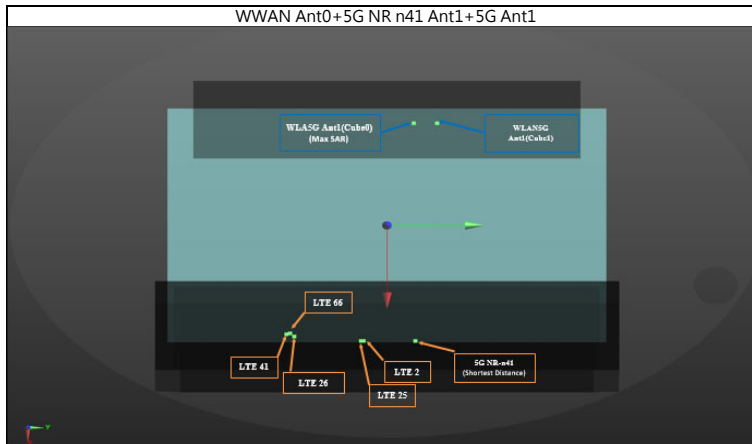 WWAN Ant0+5G NR n41 Ant1+5G Ant1
WLA5G Ant1(Cube0)
(Max SAR)
WLAN5G
Ant1(Cube1)
LTE 66
LTE 41
LTE 26
LTE 2
LTE 25
5G NR-n41
(Shortest Distance)
Y